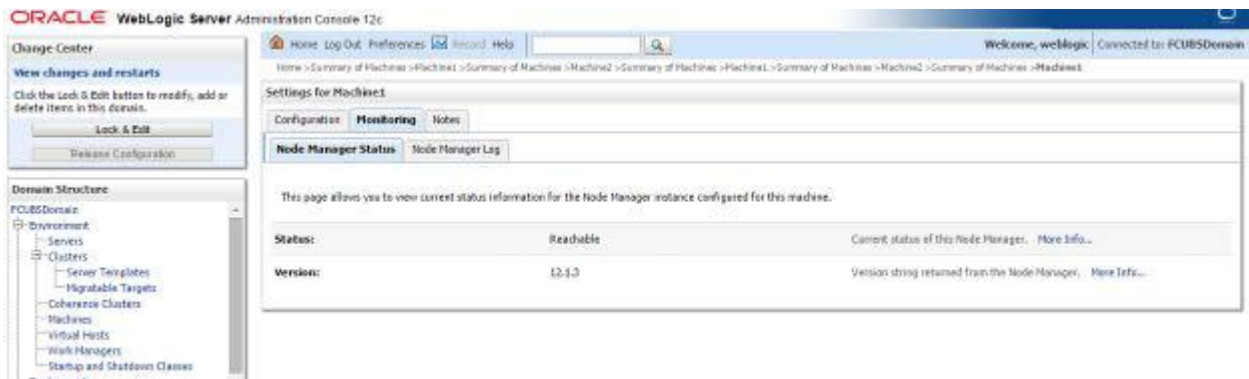 ORACLE WebLogic Server Administration Console 12c
Change Center
View changes and restarts
Click the Lock & Edit button to modify, add or
delete items in this domain.
Lock & Edit
Release Configuration
Domain Structure
FCUBSDomain
Environment
Servers
Clusters
Server Templates
Migratable Targets
Coherence Clusters
Machines
Virtual Hosts
Work Managers
Startup and Shutdown Classes
Home Log Out Preferences Record Help
Welcome, weblogic Connected to: FCUBSDomain
Home >Summary of Machines >Machine1 >Summary of Machines >Machine2 >Summary of Machines >Machine1 >Summary of Machines >Machine2 >Summary of Machines >Machine1
Settings for Machine1
Configuration Monitoring Notes
Node Manager Status Node Manager Log
This page allows you to view current status information for the Node Manager instance configured for this machine.
Status: Reachable Current status of this Node Manager. More Info...
Version: 12.1.3 Version string returned from the Node Manager. More Info...